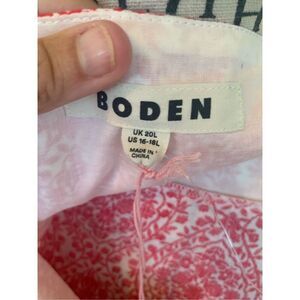 BODEN
UK 20L
US 16-18L
MADE IN
CHINA